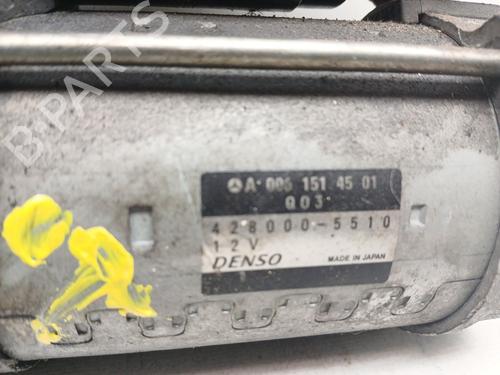 A 006 151 45 01
Q03
428000-5510
12V
DENSO MADE IN JAPAN
B-PARTS